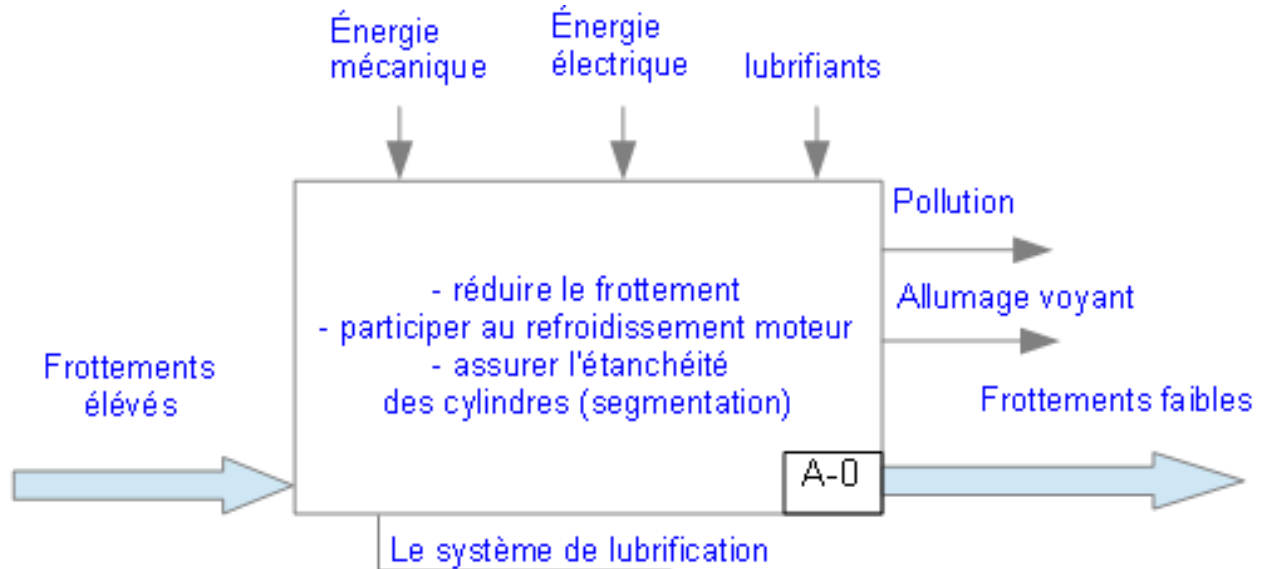 Énergie
mécanique
Énergie
électrique
lubrifiants
Pollution
- réduire le frottement
- participer au refroidissement moteur
- assurer l'étanchéité
des cylindres (segmentation)
Allumage voyant
Frottements
élévés
Frottements faibles
A-0
Le système de lubrification